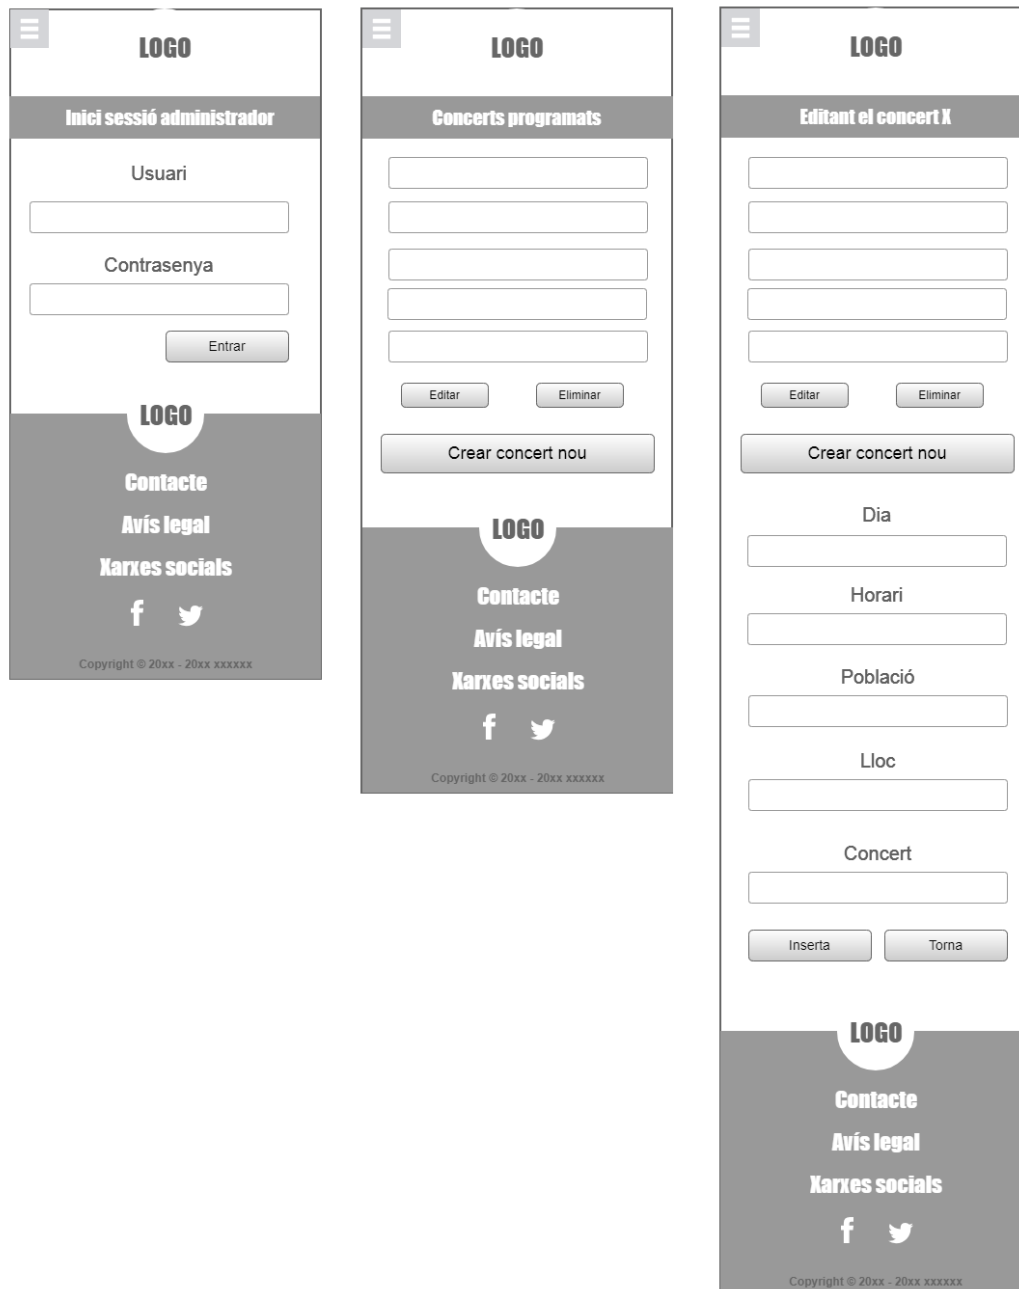 LOGO
Inici sessió administrador
Usuari
Contrasenya
Entrar
LOGO
Contacte
Avís legal
Xarxes socials
Copyright © 20xx - 20xx xxxxxx
LOGO
Concerts programats
Editar
Eliminar
Crear concert nou
LOGO
Contacte
Avís legal
Xarxes socials
Copyright © 20xx - 20xx xxxxxx
LOGO
Editant el concert X
Editar
Eliminar
Crear concert nou
Dia
Horari
Població
Lloc
Concert
Inserta
Torna
LOGO
Contacte
Avís legal
Xarxes socials
Copyright © 20xx - 20xx xxxxxx